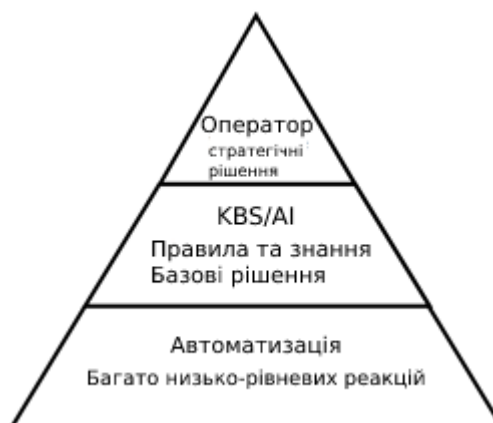 Оператор
стратегічні
рішення
KBS/AI
Правила та знання
Базові рішення
Автоматизація
Багато низько-рівневих реакцій